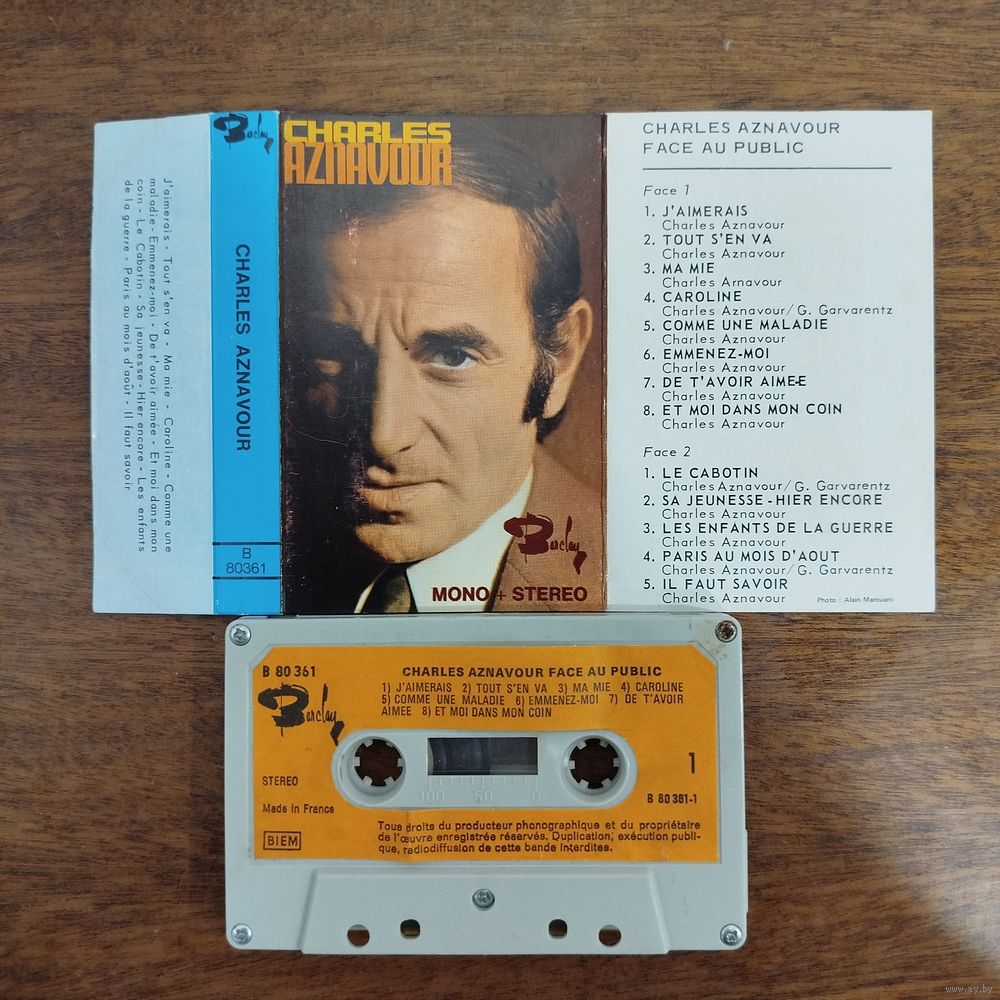 J'aimerais - Tout s'en va - Ma mie - Caroline - Comme une
maladie - Emmenez-moi - De t'avoir aimée - Et moi dans mon
coin - Le Cabotin - Sa jeunesse - Hier encore - Les enfants
de la guerre - Paris au mois d'août - Il faut savoir
Barclay
CHARLES AZNAVOUR
B
80361
CHARLES
AZNAVOUR
Barclay
MONO + STEREO
CHARLES AZNAVOUR
FACE AU PUBLIC
Face 1
1. J'AIMERAIS
Charles Aznavour
2. TOUT S'EN VA
Charles Aznavour
3. MA MIE
Charles Arnavour
4. CAROLINE
Charles Aznavour/ G. Garvarentz
5. COMME UNE MALADIE
Charles Aznavour
6. EMMENEZ-MOI
Charles Aznavour
7. DE T'AVOIR AIMEE
Charles Aznavour
8. ET MOI DANS MON COIN
Charles Aznavour
Face 2
1. LE CABOTIN
Charles Aznavour/ G. Garvarentz
2. SA JEUNESSE - HIER ENCORE
Charles Aznavour
3. LES ENFANTS DE LA GUERRE
Charles Aznavour
4. PARIS AU MOIS D'AOUT
Charles Aznavour/ G. Garvarentz
5. IL FAUT SAVOIR
Charles Aznavour
Photo : Alain Marouani
B 80 361
CHARLES AZNAVOUR FACE AU PUBLIC
1) J'AIMERAIS 2) TOUT S'EN VA 3) MA MIE 4) CAROLINE
5) COMME UNE MALADIE 6) EMMENEZ-MOI 7) DE T'AVOIR
AIMEE 8) ET MOI DANS MON COIN
Barclay
STEREO
1
Made in France
B 80 361-1
100 50 0
BIEM
Tous droits du producteur phonographique et du propriétaire
de l'œuvre enregistrée réservés. Duplication, exécution publi-
que, radiodiffusion de cette bande interdites.
www.ay.by